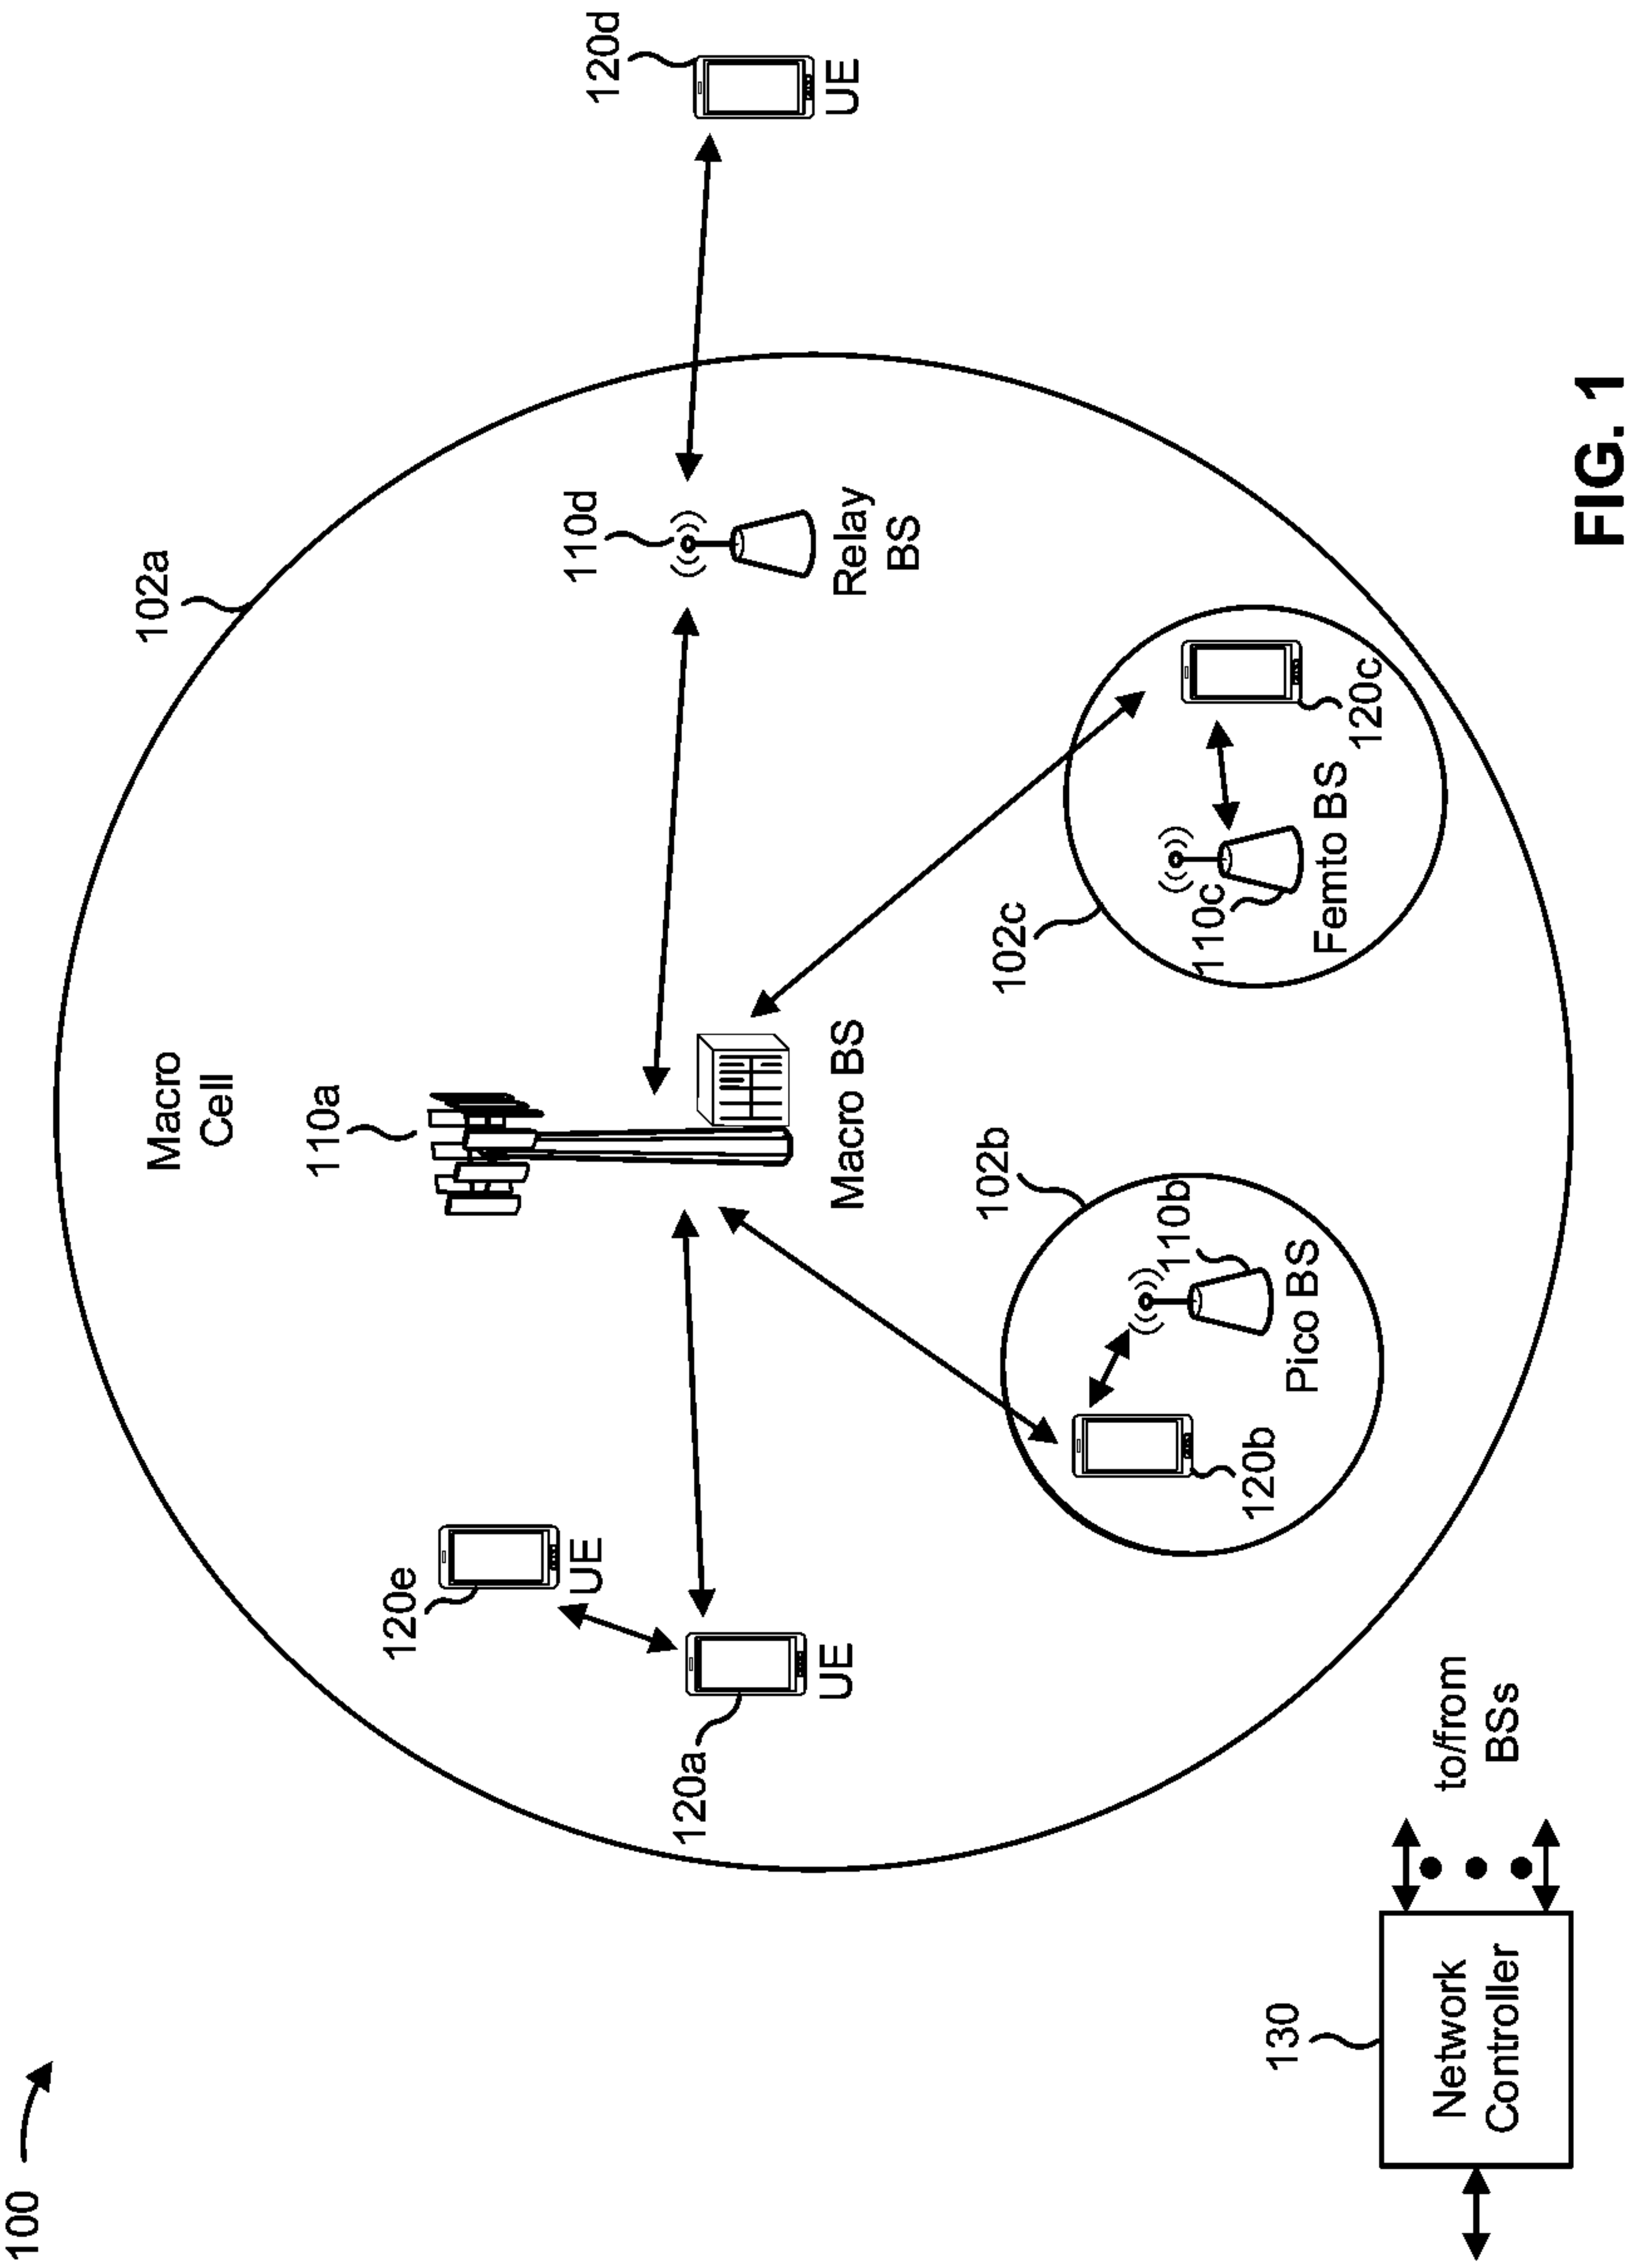 100
102a
Macro
Cell
110a
110d
120d
120e
UE
120a
UE
Macro BS
Relay
BS
UE
102b
102c
110b
110c
Pico BS
120b
Femto BS
120c
130
Network
Controller
to/from
BSs
FIG. 1